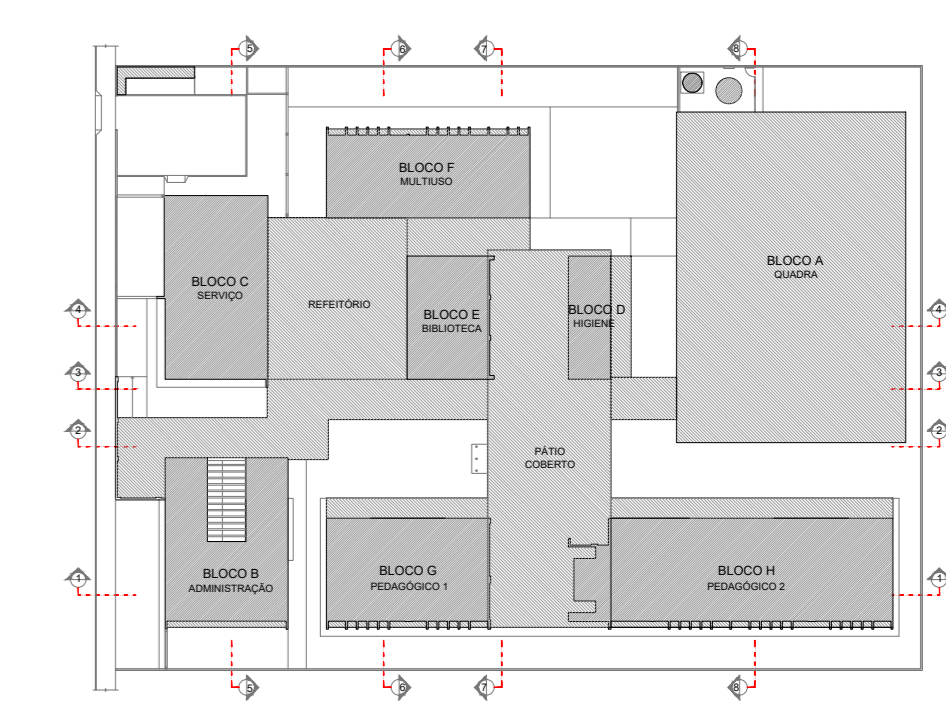 5
6
7
8
BLOCO F
MULTIUSO
BLOCO A
QUADRA
BLOCO C
SERVIÇO
REFEITÓRIO
BLOCO E
BIBLIOTECA
BLOCO D
HIGIENE
4
4
3
3
2
2
PÁTIO
COBERTO
BLOCO B
ADMINISTRAÇÃO
BLOCO G
PEDAGÓGICO 1
BLOCO H
PEDAGÓGICO 2
1
1
5
6
7
8